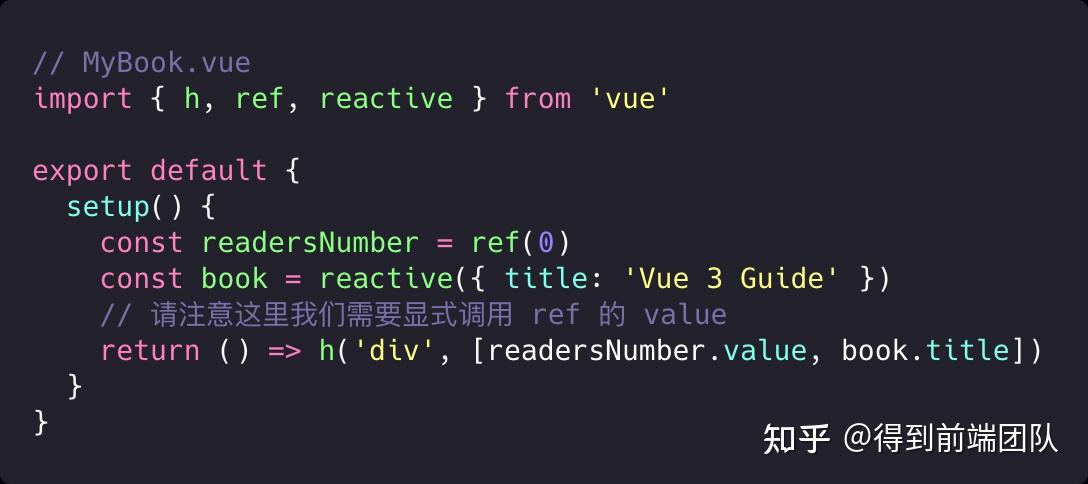 // MyBook.vue
import { h, ref, reactive } from 'vue'

export default {
  setup() {
    const readersNumber = ref(0)
    const book = reactive({ title: 'Vue 3 Guide' })
    // 请注意这里我们需要显式调用 ref 的 value
    return () => h('div', [readersNumber.value, book.title])
  }
}
知乎 @得到前端团队